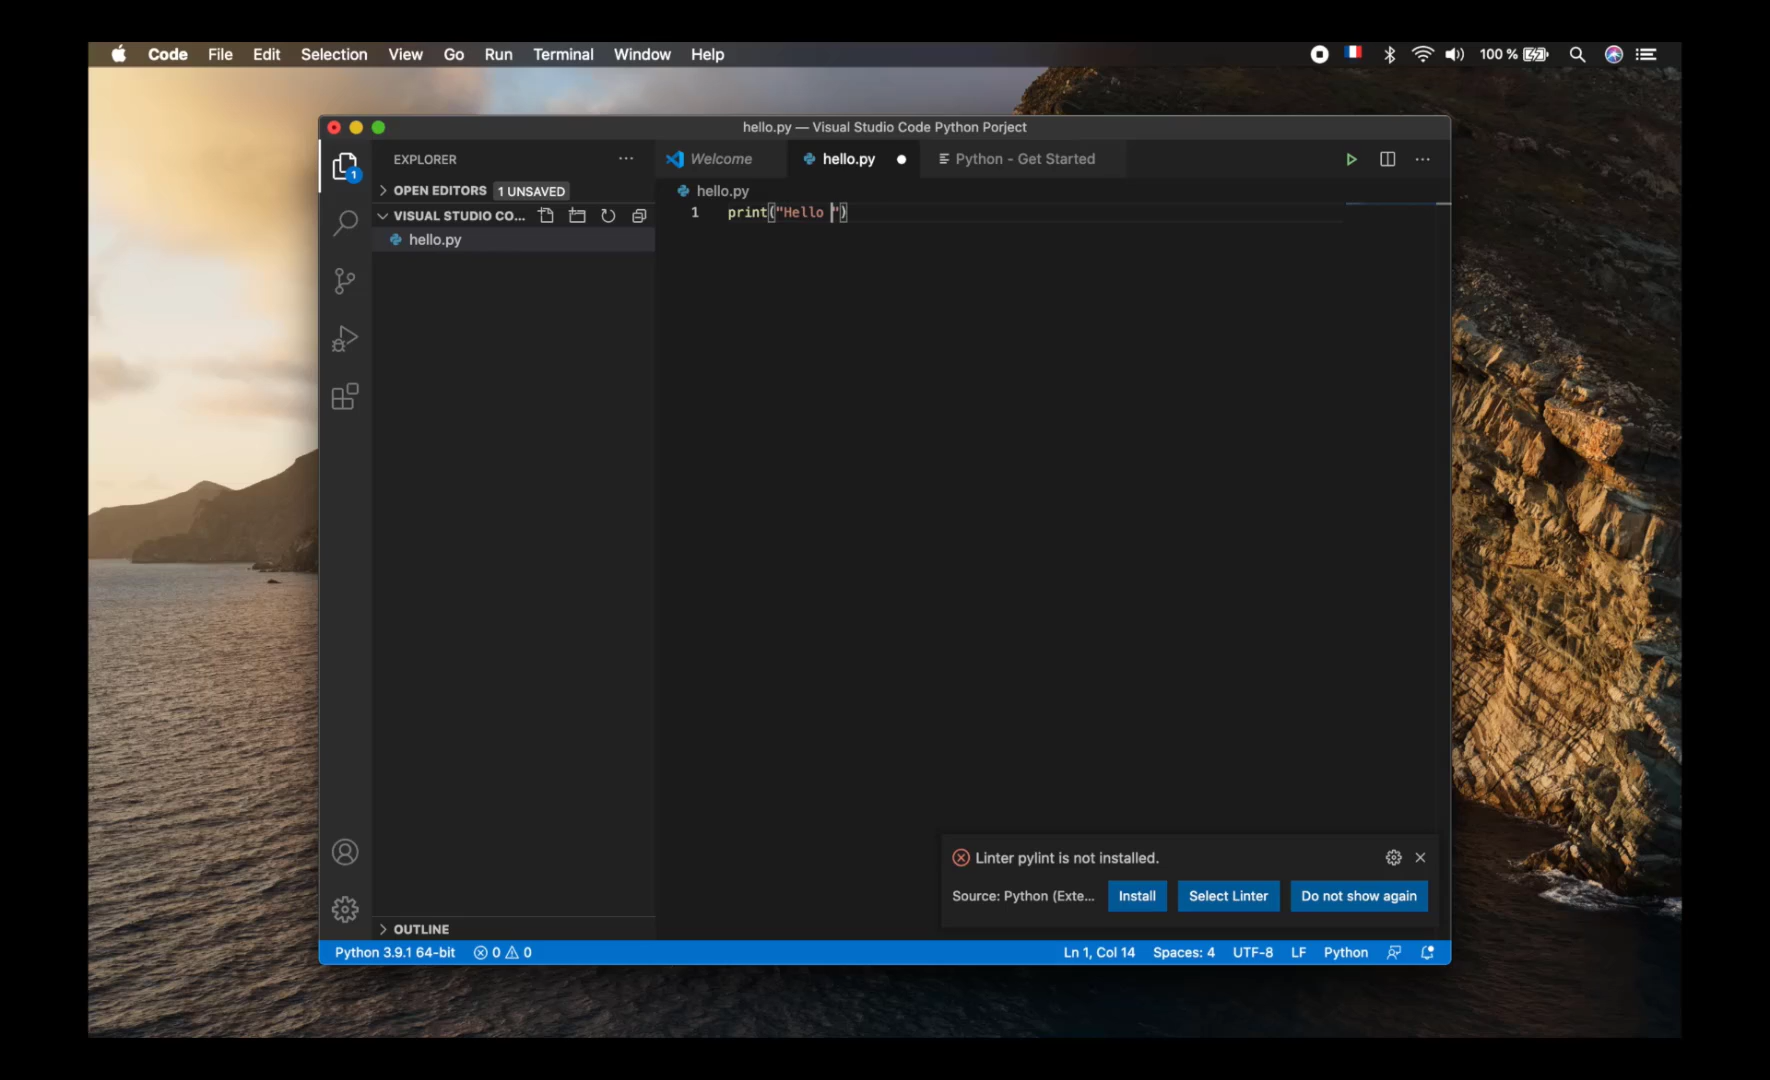 Code File Edit Selection View Go Run Terminal Window Help 100 %
hello.py — Visual Studio Code Python Porject
EXPLORER
Welcome hello.py Python - Get Started
OPEN EDITORS 1 UNSAVED
hello.py
VISUAL STUDIO CO...
1 print("Hello ")
hello.py
1
Linter pylint is not installed.
Source: Python (Exte... Install Select Linter Do not show again
OUTLINE
Python 3.9.1 64-bit 0 0 Ln 1, Col 14 Spaces: 4 UTF-8 LF Python